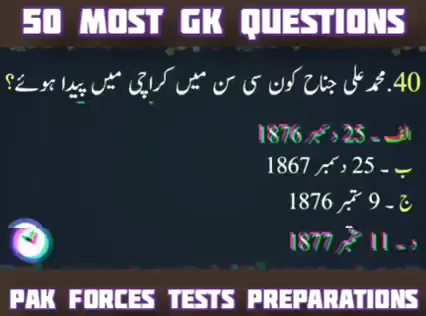 50 MOST GK QUESTIONS
40.محمد علی جناح کون سی سن میں کراچی میں پیدا ہوئے؟
الف ۔ 25 دسمبر 1876
ب ۔ 25 دسمبر 1867
ج ۔ 9 ستمبر 1876
د ۔ 11 ستمبر 1877
PAK FORCES TESTS PREPARATIONS